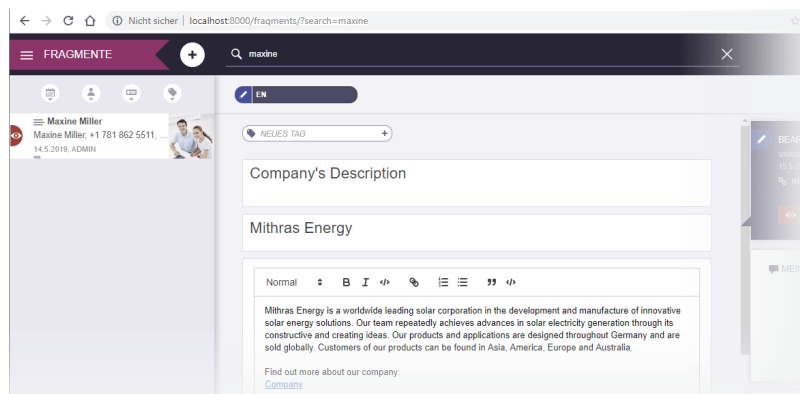 Nicht sicher | localhost:8000/fragments/?search=maxine
FRAGMENTE
+
maxine
EN
Maxine Miller
Maxine Miller, +1 781 862 5511, ...
14.5.2019, ADMIN
NEUES TAG
+
Company's Description
Mithras Energy
Normal
B I
Mithras Energy is a worldwide leading solar corporation in the development and manufacture of innovative
solar energy solutions. Our team repeatedly achieves advances in solar electricity generation through its
constructive and creating ideas. Our products and applications are designed throughout Germany and are
sold globally. Customers of our products can be found in Asia, America, Europe and Australia.
Find out more about our company:
Company
BEAR
MEIN